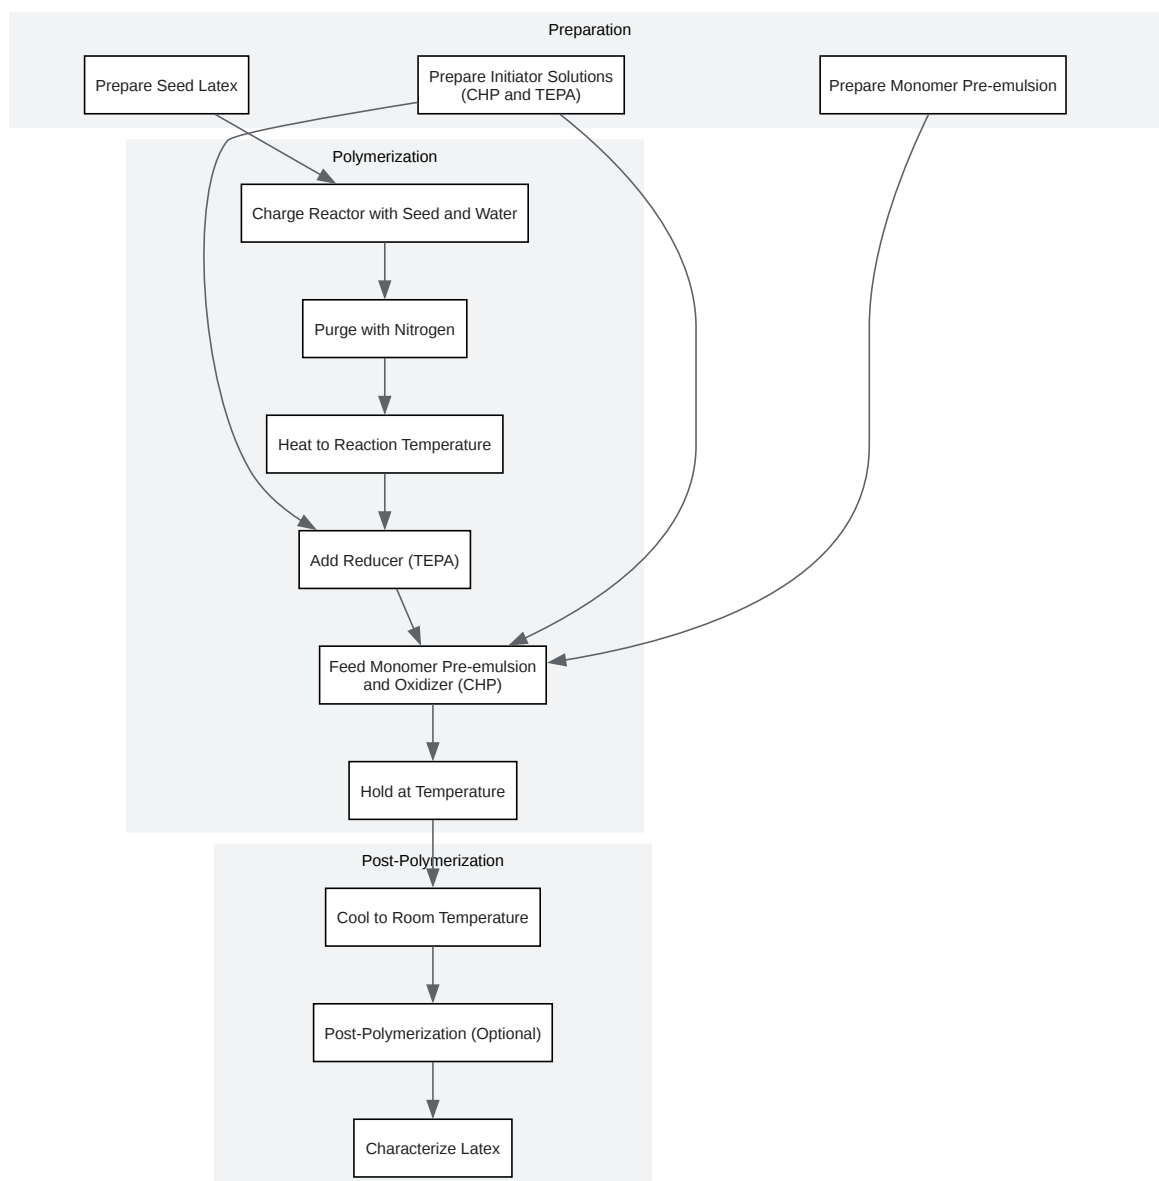 Preparation
Prepare Seed Latex
Prepare Initiator Solutions
(CHP and TEPA)
Prepare Monomer Pre-emulsion
Polymerization
Charge Reactor with Seed and Water
Purge with Nitrogen
Heat to Reaction Temperature
Add Reducer (TEPA)
Feed Monomer Pre-emulsion
and Oxidizer (CHP)
Hold at Temperature
Post-Polymerization
Cool to Room Temperature
Post-Polymerization (Optional)
Characterize Latex